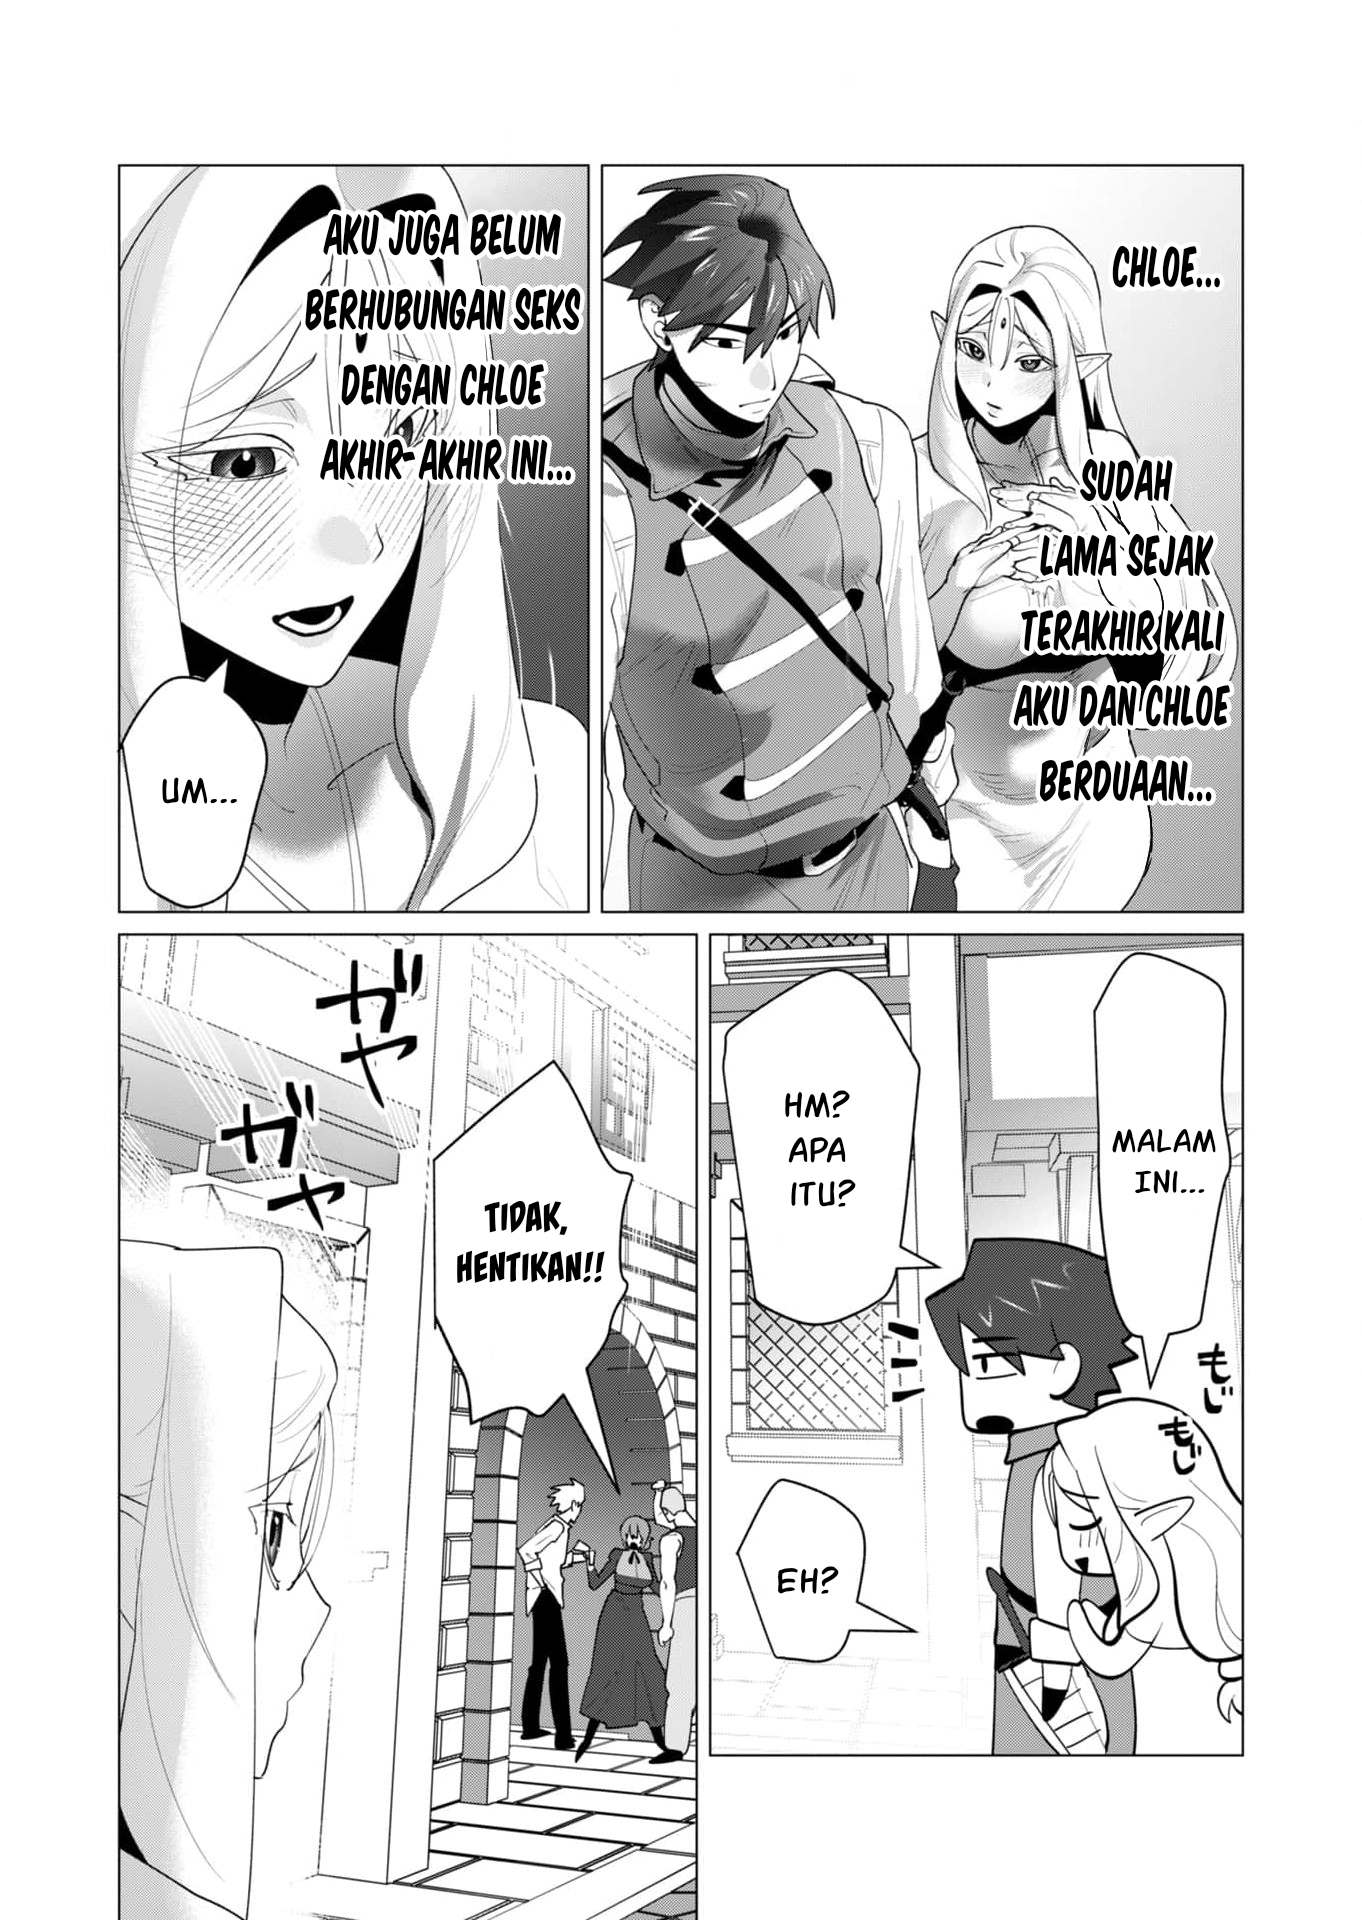 CHLOE...
SUDAH
LAMA SEJAK
TERAKHIR KALI
AKU DAN CHLOE
BERDUAAN...
AKU JUGA BELUM
BERHUBUNGAN SEKS
DENGAN CHLOE
AKHIR-AKHIR INI...
UM...
MALAM
INI...
HM?
APA
ITU?
もじ
もじ
EH?
ガヤ
ガヤ
TIDAK,
HENTIKAN!!